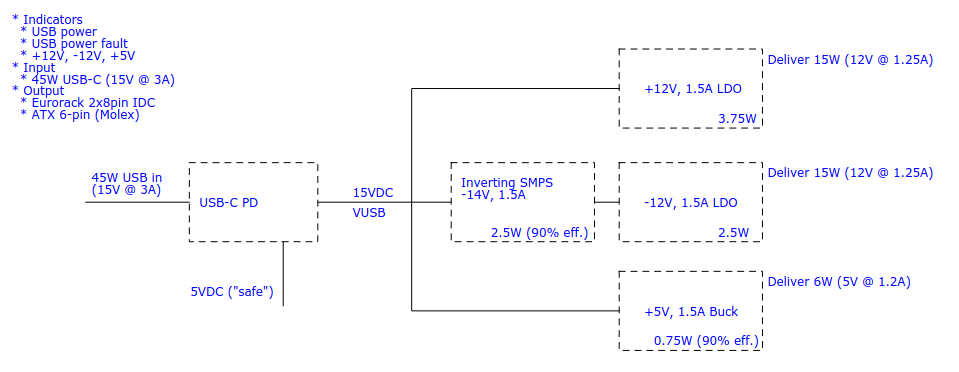 * Indicators
* USB power
* USB power fault
* +12V, -12V, +5V
* Input
* 45W USB-C (15V @ 3A)
* Output
* Eurorack 2x8pin IDC
* ATX 6-pin (Molex)
45W USB in
(15V @ 3A)
USB-C PD
5VDC ("safe")
15VDC
VUSB
+12V, 1.5A LDO
3.75W
Deliver 15W (12V @ 1.25A)
Inverting SMPS
-14V, 1.5A
2.5W (90% eff.)
-12V, 1.5A LDO
2.5W
Deliver 15W (12V @ 1.25A)
+5V, 1.5A Buck
0.75W (90% eff.)
Deliver 6W (5V @ 1.2A)